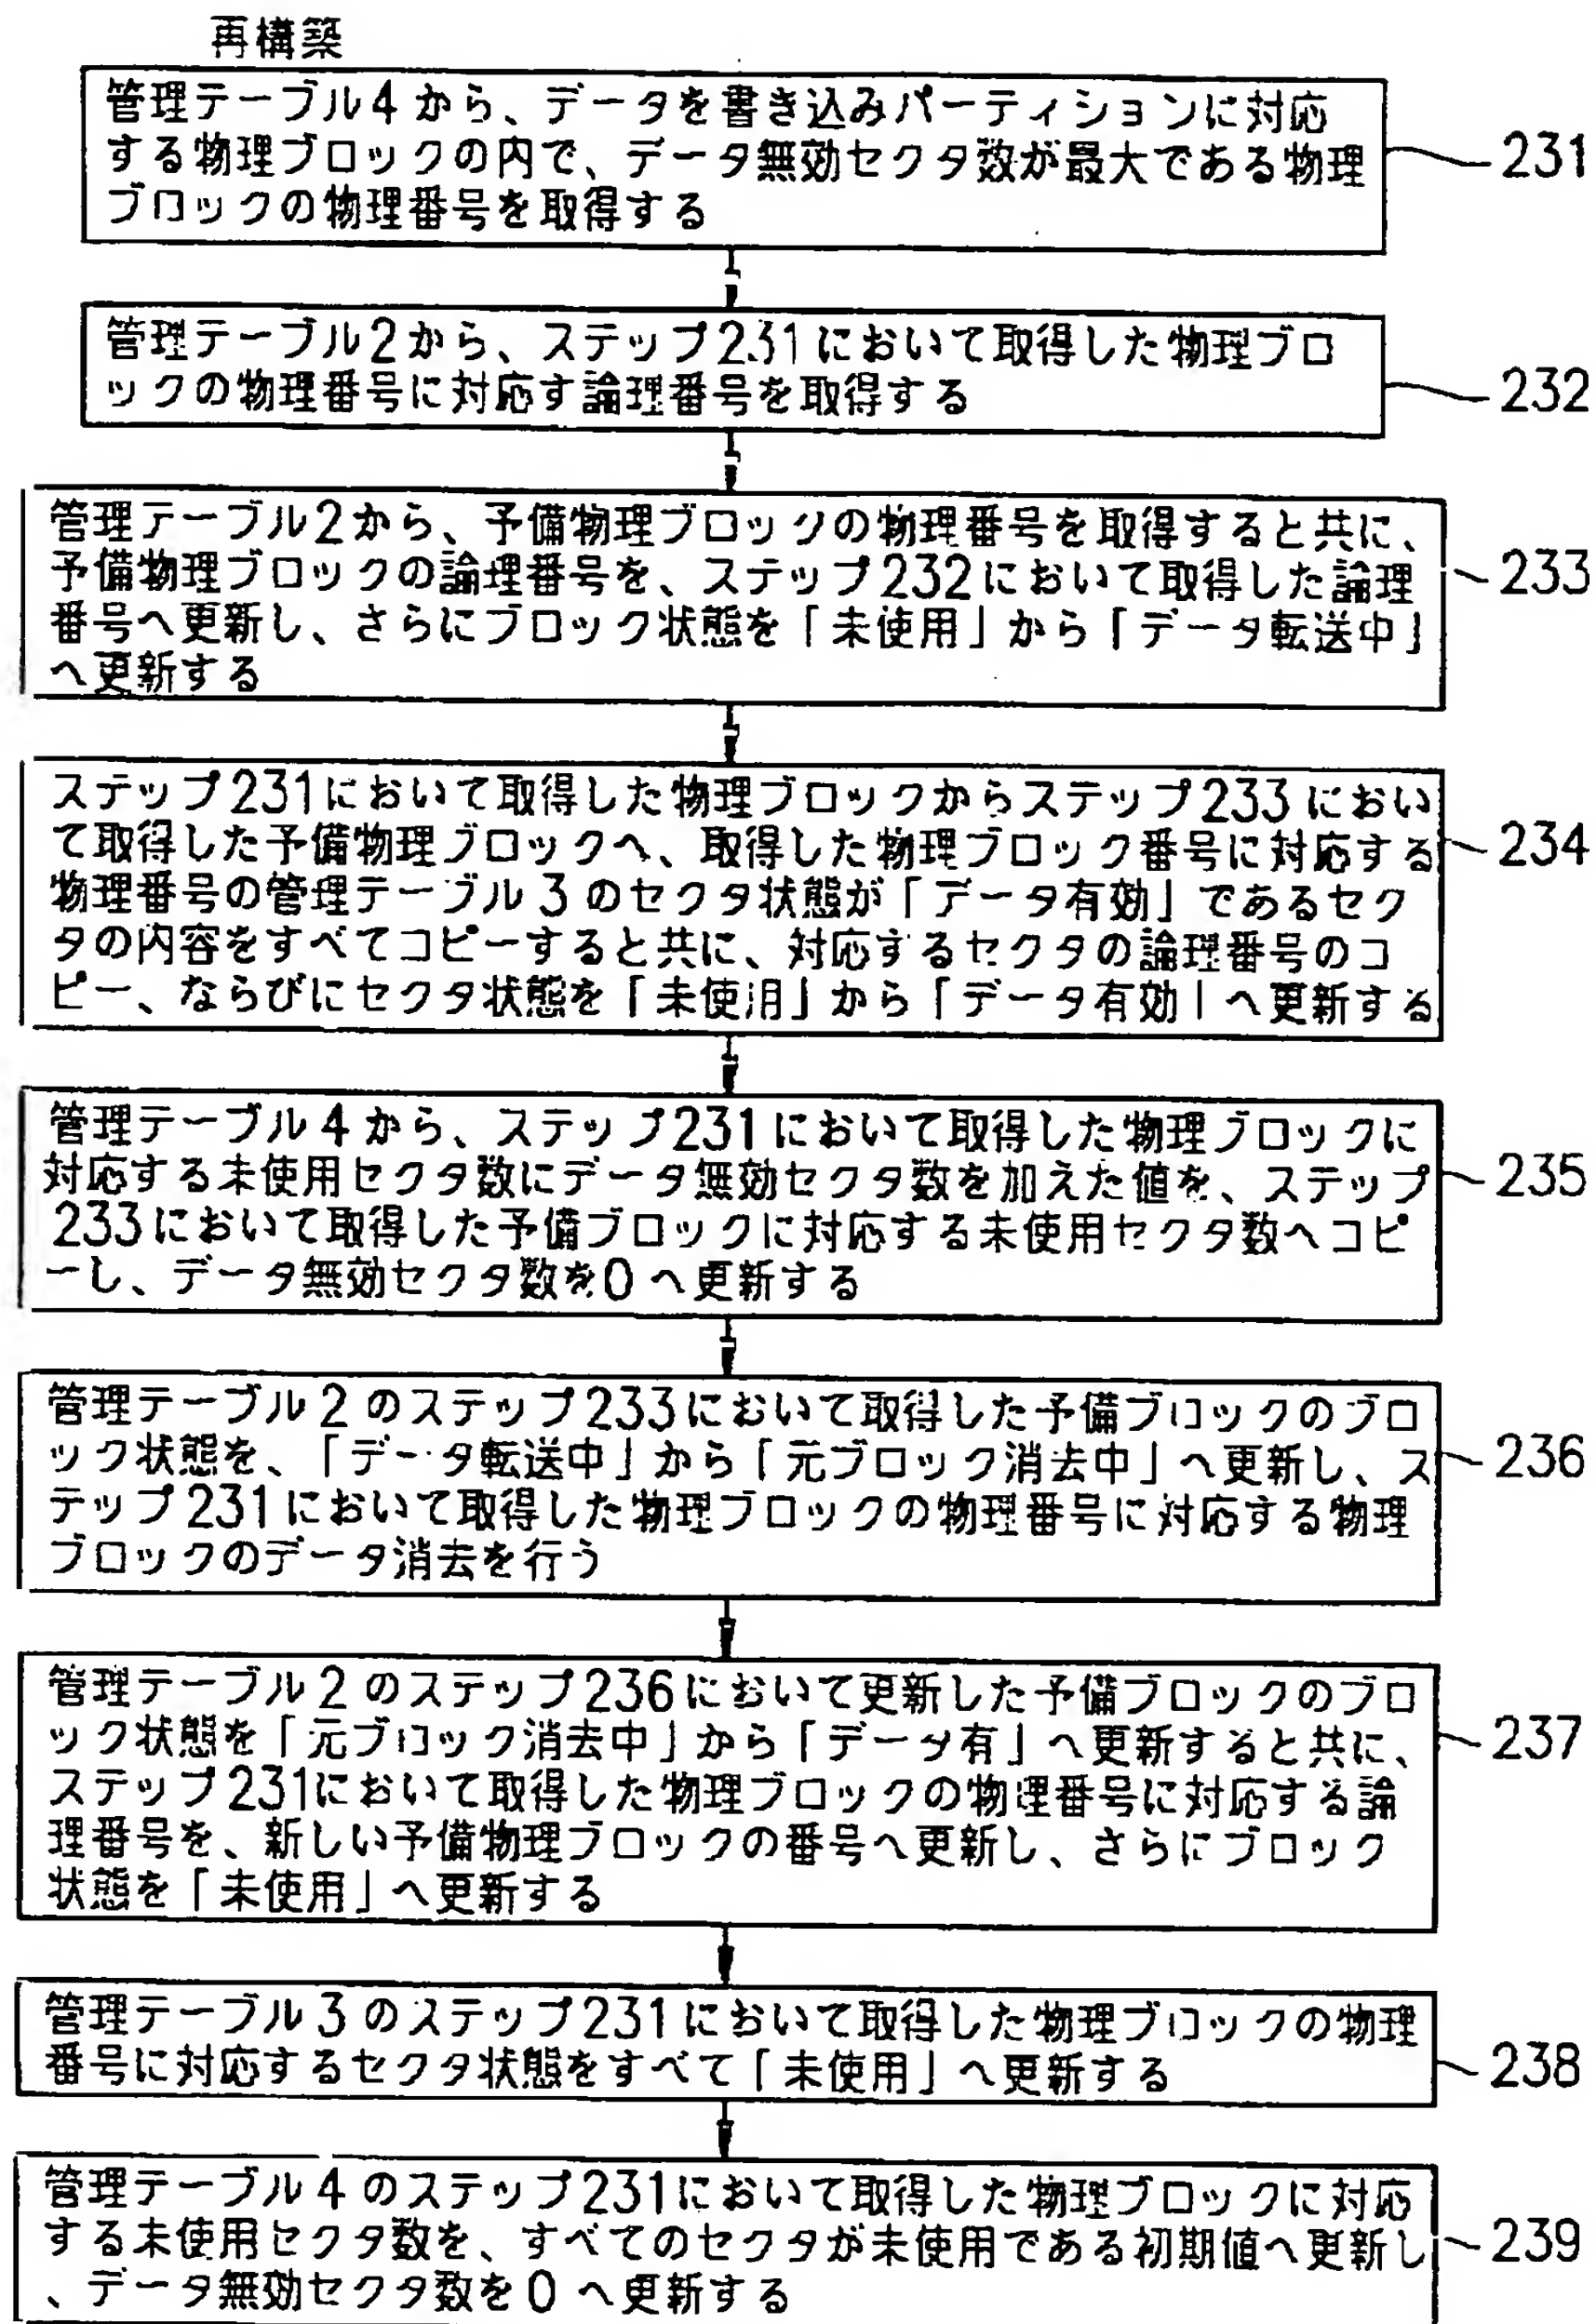 再構築
管理テーブル4から、データを書き込みパーティションに対応
する物理ブロックの内で、データ無効セクタ数が最大である物理
ブロックの物理番号を取得する
231
管理テーブル2から、ステップ231において取得した物理ブロ
ックの物理番号に対応す論理番号を取得する
232
管理テーブル2から、予備物理ブロックの物理番号を取得すると共に、
予備物理ブロックの論理番号を、ステップ232において取得した論理
番号へ更新し、さらにブロック状態を「未使用」から「データ転送中」
へ更新する
233
ステップ231において取得した物理ブロックからステップ233におい
て取得した予備物理ブロックへ、取得した物理ブロック番号に対応する
物理番号の管理テーブル3のセクタ状態が「データ有効」であるセク
タの内容をすべてコピーすると共に、対応するセクタの論理番号のコ
ピー、ならびにセクタ状態を「未使用」から「データ有効」へ更新する
234
管理テーブル4から、ステップ231において取得した物理ブロックに
対応する未使用セクタ数にデータ無効セクタ数を加えた値を、ステップ
233において取得した予備ブロックに対応する未使用セクタ数へコピ
ーし、データ無効セクタ数を0へ更新する
235
管理テーブル2のステップ233において取得した予備ブロックのブロ
ック状態を、「データ転送中」から「元ブロック消去中」へ更新し、ス
テップ231において取得した物理ブロックの物理番号に対応する物理
ブロックのデータ消去を行う
236
管理テーブル2のステップ236において更新した予備ブロックのブロ
ック状態を「元ブロック消去中」から「データ有」へ更新すると共に、
ステップ231において取得した物理ブロックの物理番号に対応する論
理番号を、新しい予備物理ブロックの番号へ更新し、さらにブロック
状態を「未使用」へ更新する
237
管理テーブル3のステップ231において取得した物理ブロックの物理
番号に対応するセクタ状態をすべて「未使用」へ更新する
238
管理テーブル4のステップ231において取得した物理ブロックに対応
する未使用セクタ数を、すべてのセクタが未使用である初期値へ更新し
、データ無効セクタ数を0へ更新する
239